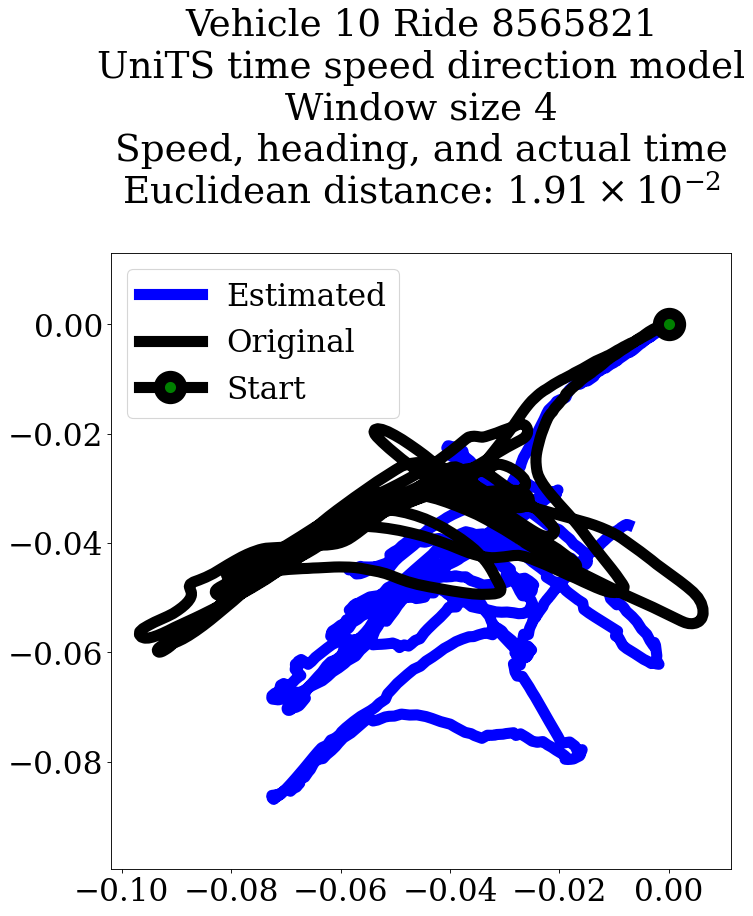 Vehicle 10 Ride 8565821
UniTS time speed direction model
Window size 4
Speed, heading, and actual time
Euclidean distance: 1.91 × 10⁻²
Estimated
Original
Start
0.00
−0.02
−0.04
−0.06
−0.08
−0.10 −0.08 −0.06 −0.04 −0.02 0.00